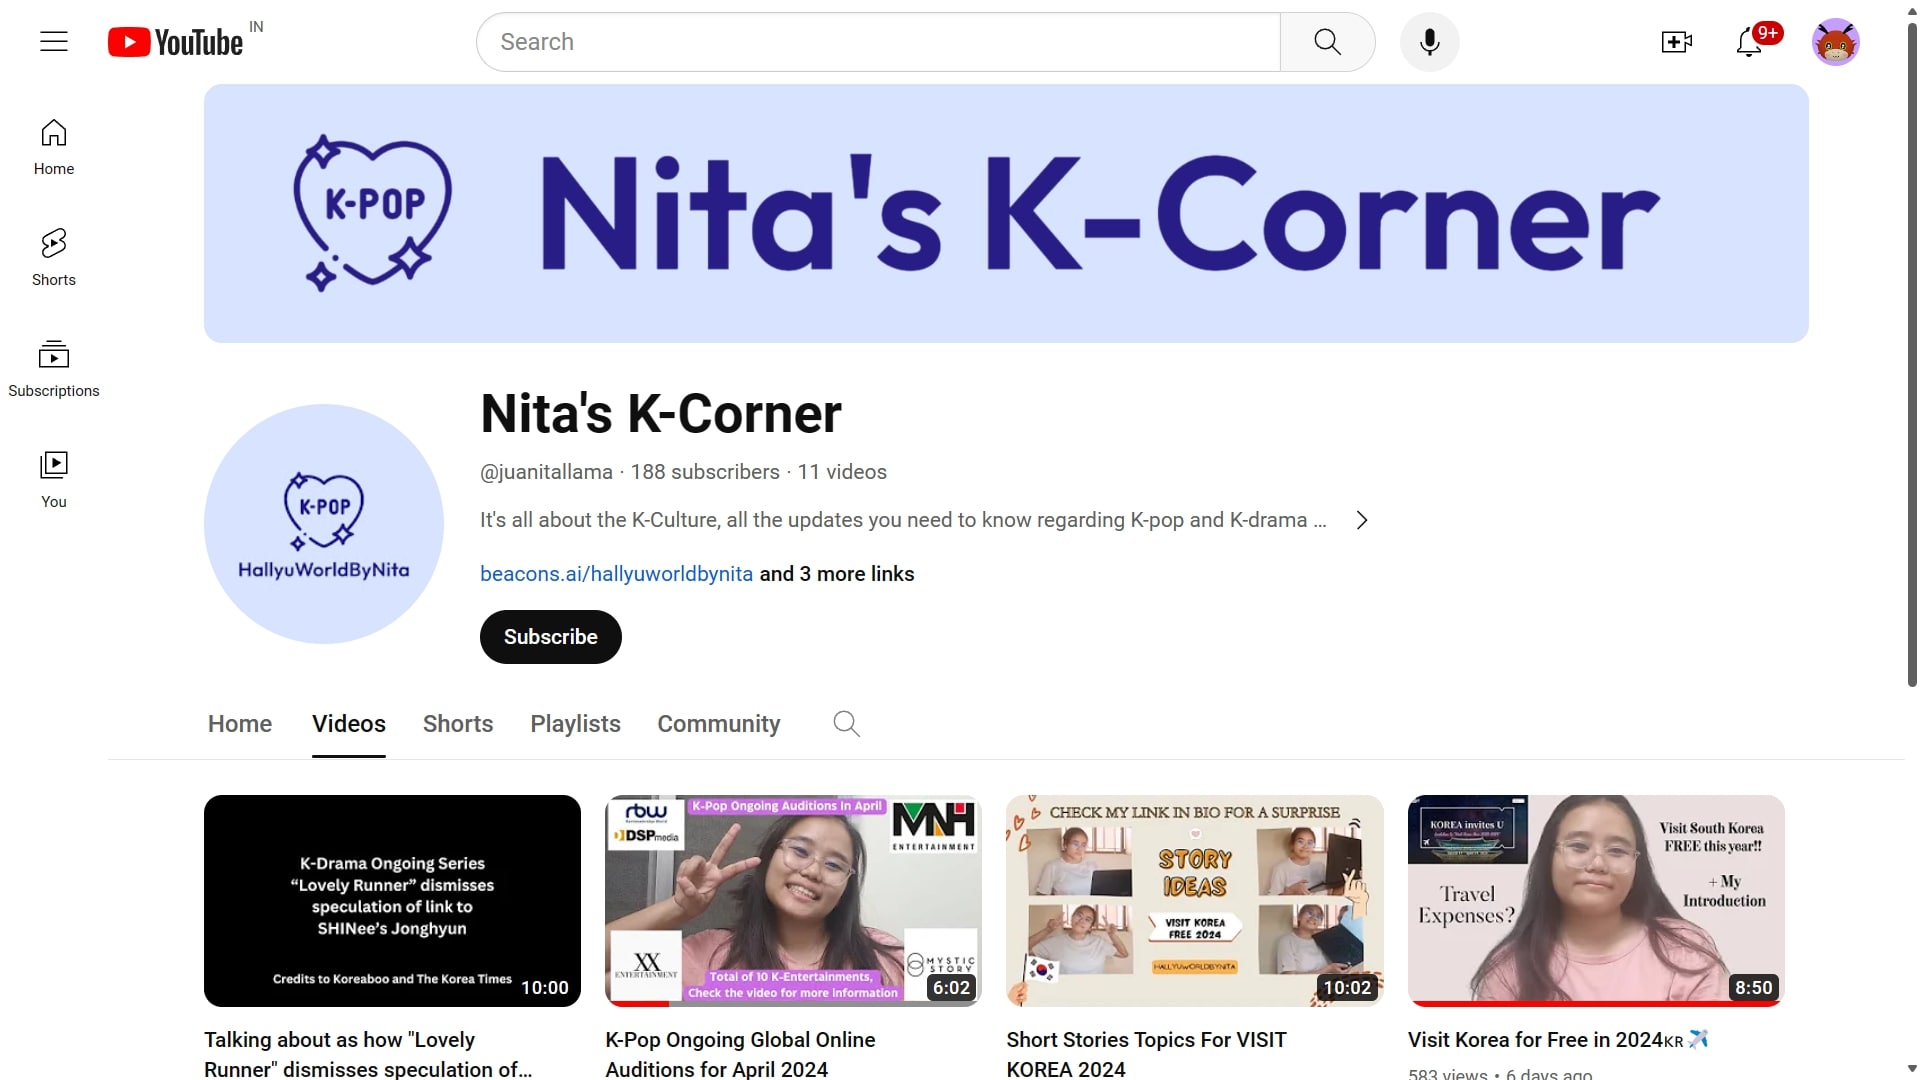 YouTube
IN
Search
9+
Home
Shorts
Subscriptions
You
K-POP
Nita's K-Corner
K-POP
HallyuWorldByNita
Nita's K-Corner
@juanitallama · 188 subscribers · 11 videos
It's all about the K-Culture, all the updates you need to know regarding K-pop and K-drama ...
beacons.ai/hallyuworldbynita and 3 more links
Subscribe
Home
Videos
Shorts
Playlists
Community
K-Drama Ongoing Series
“Lovely Runner” dismisses
speculation of link to
SHINee’s Jonghyun
Credits to Koreaboo and The Korea Times
10:00
Talking about as how "Lovely
Runner" dismisses speculation of...
rbw
K-Pop Ongoing Auditions In April
MNH
ENTERTAINMENT
DSPmedia
XX
ENTERTAINMENT
MYSTIC
STORY
Total of 10 K-Entertainments,
Check the video for more Information
6:02
K-Pop Ongoing Global Online
Auditions for April 2024
CHECK MY LINK IN BIO FOR A SURPRISE
STORY
IDEAS
VISIT KOREA
FREE 2024
HALLYUWORLDBYNITA
10:02
Short Stories Topics For VISIT
KOREA 2024
KOREA invites U
Visit South Korea
FREE this year!!
Travel
Expenses?
+ My
Introduction
8:50
Visit Korea for Free in 2024🇰🇷✈️
583 views • 6 days ago